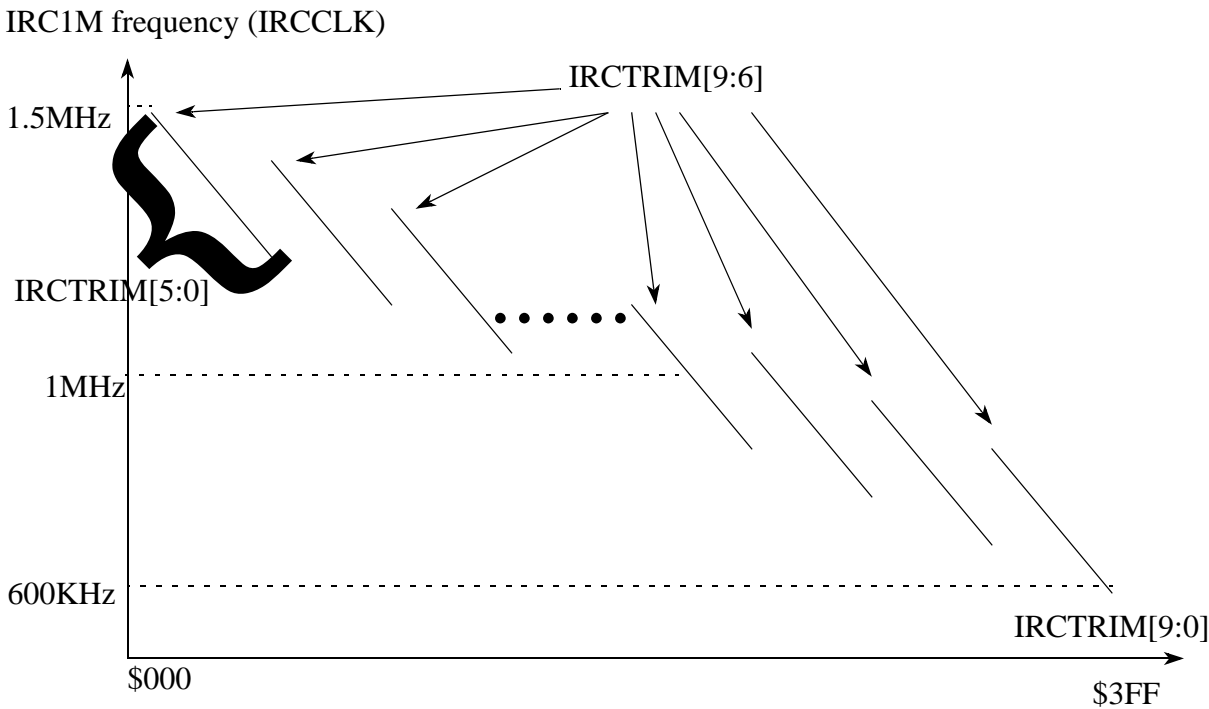 IRC1M frequency (IRCCLK)
IRCTRIM[9:6]
1.5MHz
IRCTRIM[5:0]
1MHz
600KHz
IRCTRIM[9:0]
$000
$3FF